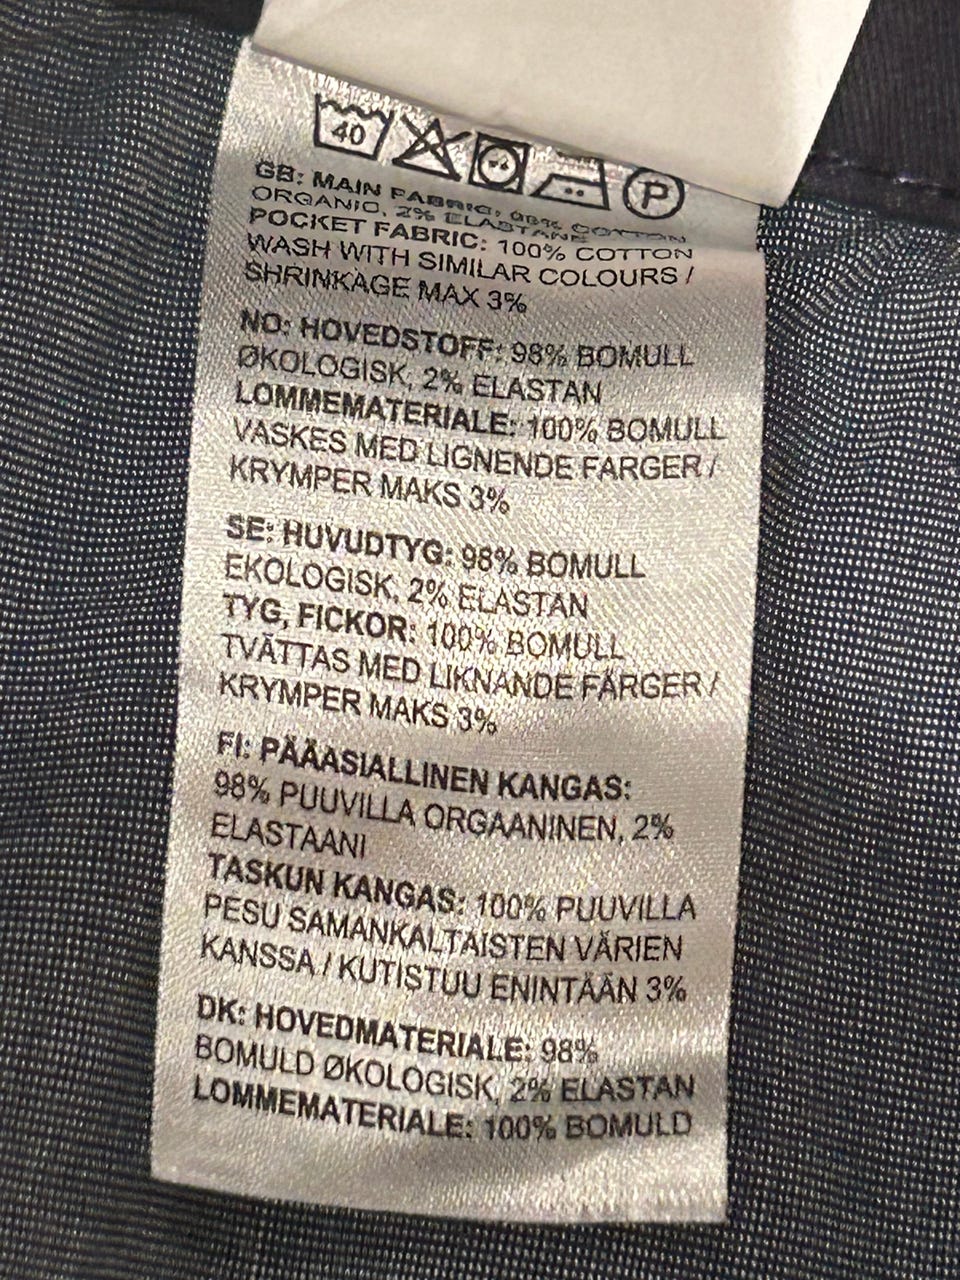 40
P
GB: MAIN FABRIC: 98% COTTON
ORGANIC, 2% ELASTANE
POCKET FABRIC: 100% COTTON
WASH WITH SIMILAR COLOURS /
SHRINKAGE MAX 3%
NO: HOVEDSTOFF: 98% BOMULL
ØKOLOGISK, 2% ELASTAN
LOMMEMATERIALE: 100% BOMULL
VASKES MED LIGNENDE FARGER /
KRYMPER MAKS 3%
SE: HUVUDTYG: 98% BOMULL
EKOLOGISK, 2% ELASTAN
TYG, FICKOR: 100% BOMULL
TVÄTTAS MED LIKNANDE FÄRGER /
KRYMPER MAKS 3%
FI: PÄÄASIALLINEN KANGAS:
98% PUUVILLA ORGAANINEN, 2%
ELASTAANI
TASKUN KANGAS: 100% PUUVILLA
PESU SAMANKALTAISTEN VÄRIEN
KANSSA / KUTISTUU ENINTÄÄN 3%
DK: HOVEDMATERIALE: 98%
BOMULD ØKOLOGISK, 2% ELASTAN
LOMMEMATERIALE: 100% BOMULD